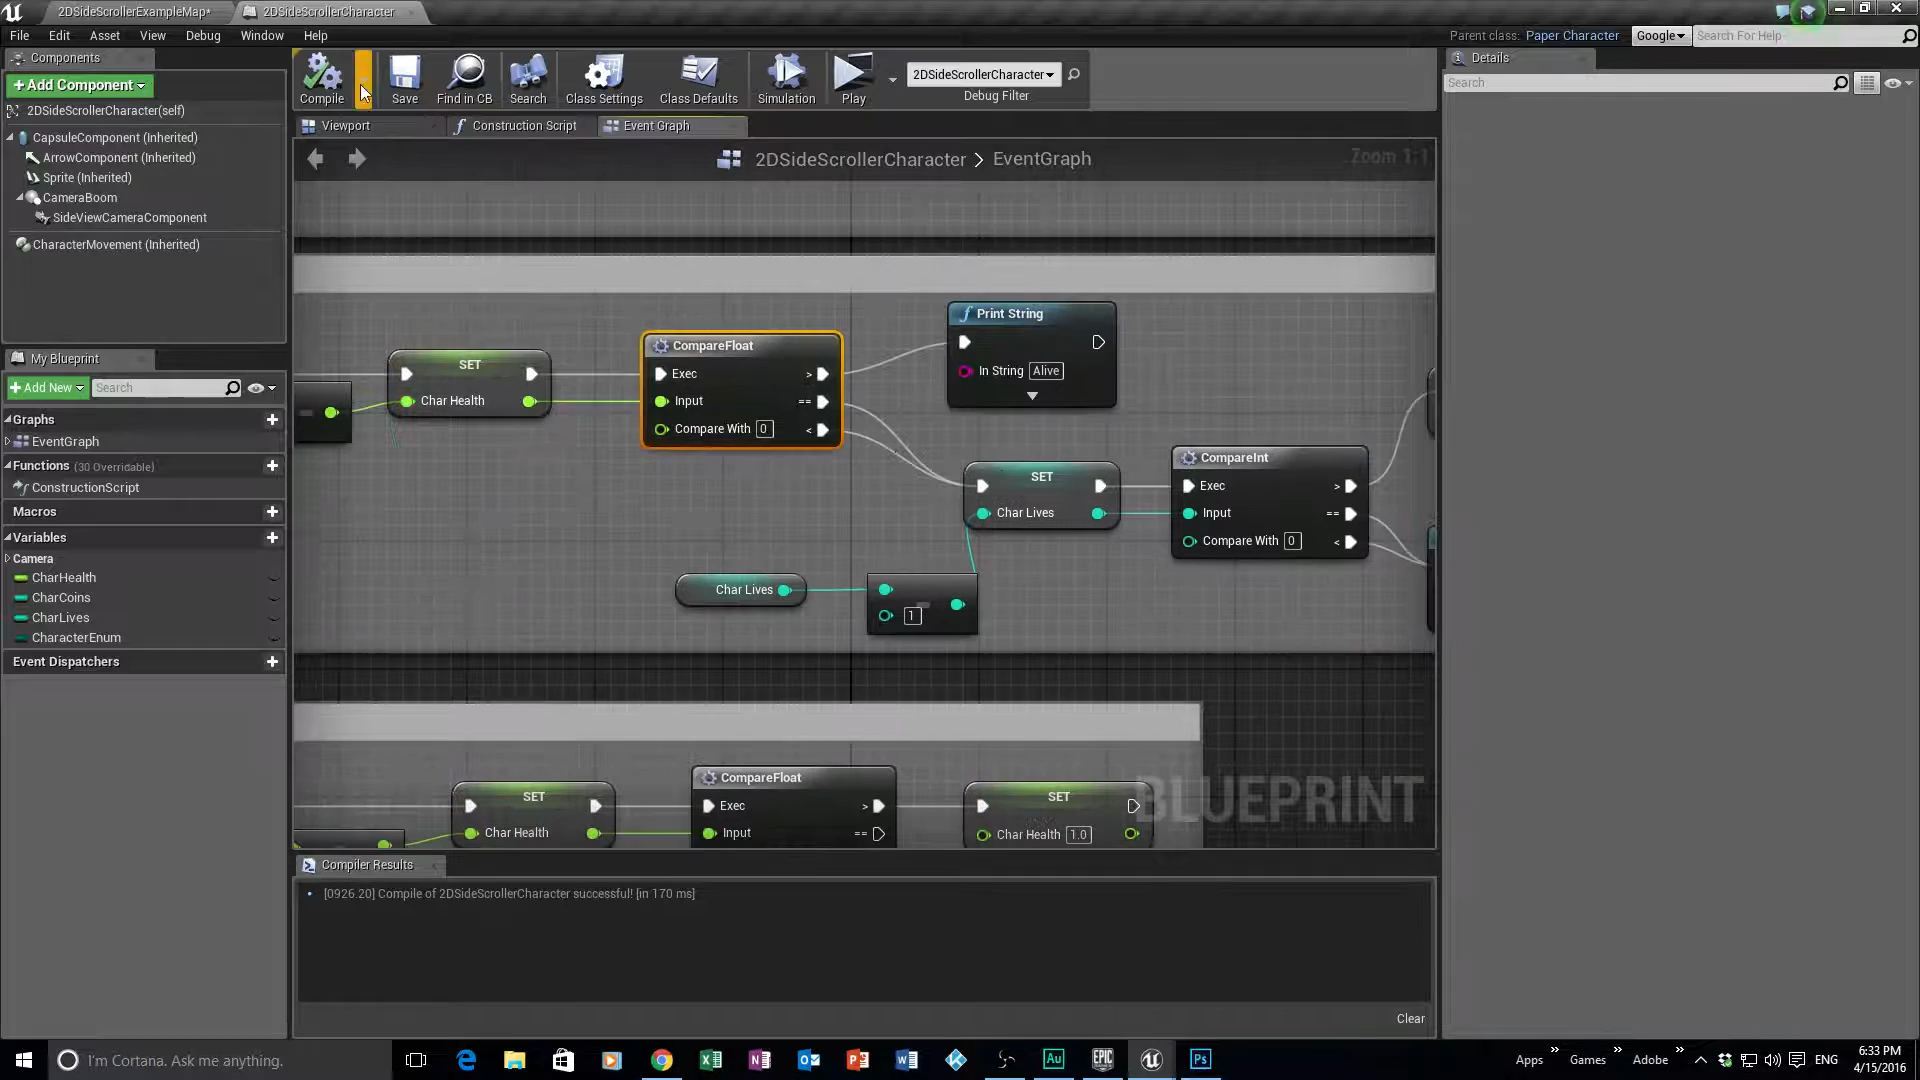 2DSideScrollerExampleMap*
2DSideScrollerCharacter
File Edit Asset View Debug Window Help
Parent class: Paper Character
Google
Search For Help
Components
+Add Component
2DSideScrollerCharacter(self)
CapsuleComponent (Inherited)
ArrowComponent (Inherited)
Sprite (Inherited)
CameraBoom
SideViewCameraComponent
CharacterMovement (Inherited)
Compile
Save
Find in CB
Search
Class Settings
Class Defaults
Simulation
Play
2DSideScrollerCharacter
Debug Filter
Details
Search
Viewport
Construction Script
Event Graph
2DSideScrollerCharacter > EventGraph
Zoom 1:1
My Blueprint
+Add New
Search
Graphs
EventGraph
Functions (30 Overridable)
ConstructionScript
Macros
Variables
Camera
CharHealth
CharCoins
CharLives
CharacterEnum
Event Dispatchers
SET
Char Health
CompareFloat
Exec >
Input ==
Compare With 0 <
Print String
In String Alive
SET
Char Lives
CompareInt
Exec >
Input ==
Compare With 0 <
Char Lives
1
SET
Char Health
CompareFloat
Exec >
Input ==
SET
Char Health 1.0
BLUEPRINT
Compiler Results
[0926.20] Compile of 2DSideScrollerCharacter successful! [in 170 ms]
Clear
I'm Cortana. Ask me anything.
Au
EPIC
Ps
Apps » Games » Adobe »
ENG
6:33 PM
4/15/2016